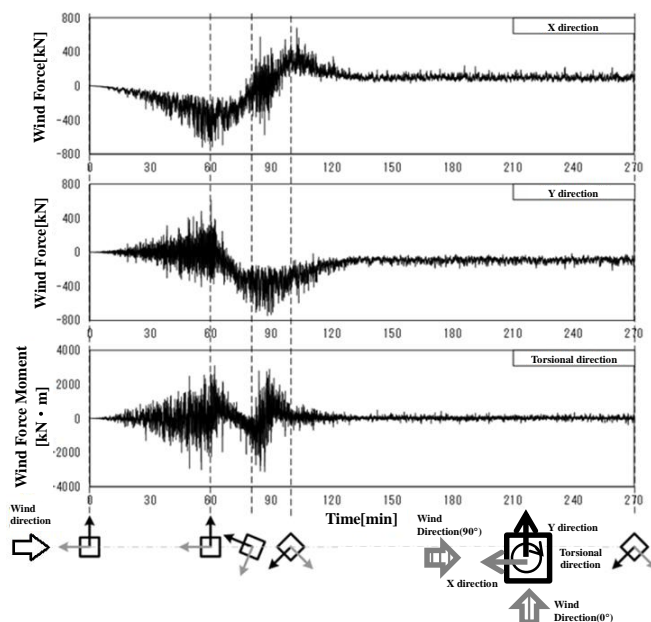 800
400
0
-400
-800
Wind Force[kN]
X direction
0 30 60 90 120 150 180 210 240 270
800
400
0
-400
-800
Wind Force[kN]
Y direction
0 30 60 90 120 150 180 210 240 270
4000
2000
0
-2000
-4000
Wind Force Moment
[kN・m]
Torsional direction
0 30 60 90 120 150 180 210 240 270
Time[min]
Wind
direction
Wind
Direction(90°)
X direction
Y direction
Torsional
direction
Wind
Direction(0°)